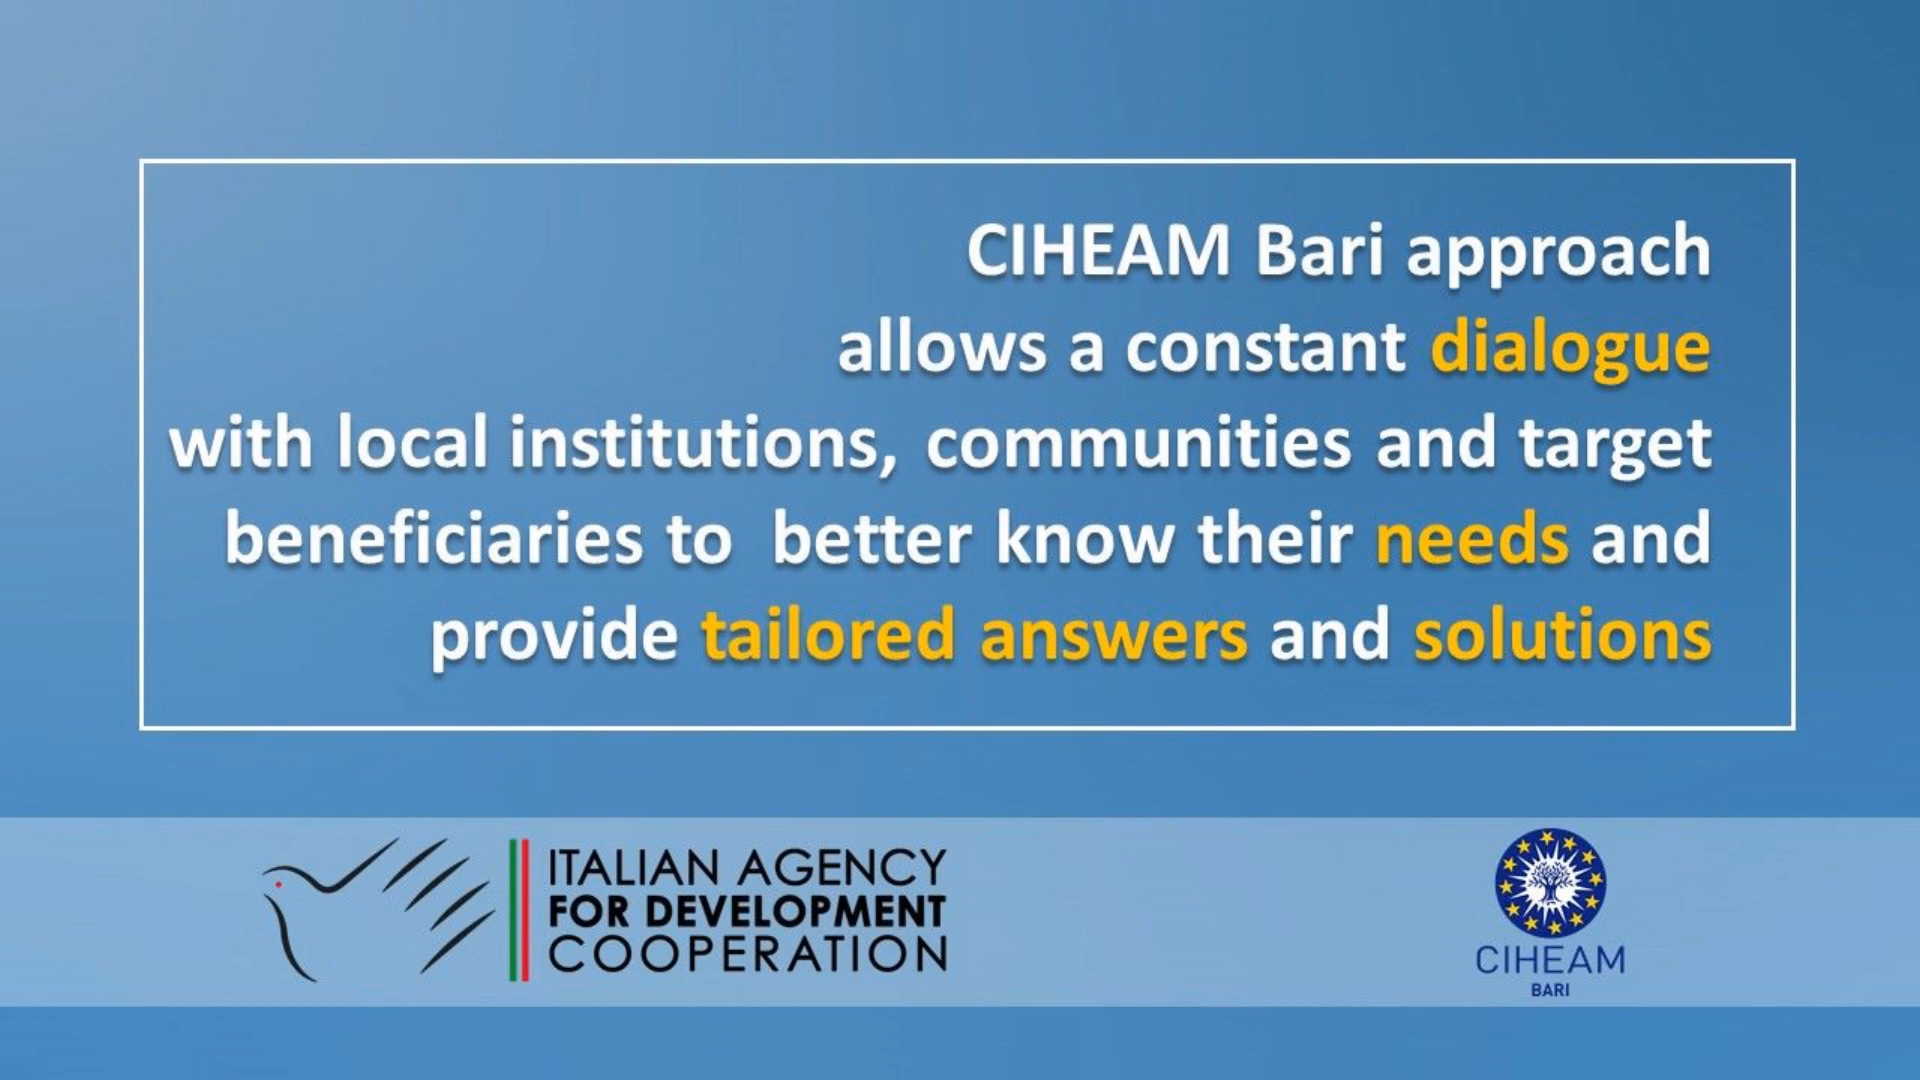 CIHEAM Bari approach
allows a constant dialogue
with local institutions, communities and target
beneficiaries to better know their needs and
provide tailored answers and solutions
ITALIAN AGENCY
FOR DEVELOPMENT
COOPERATION
CIHEAM
BARI